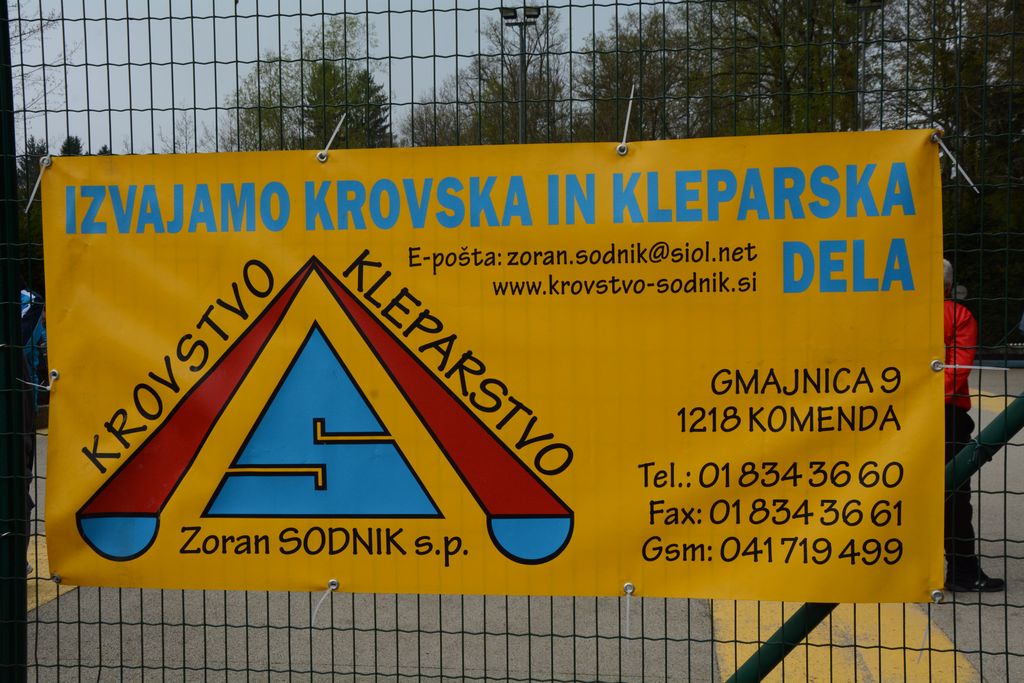 IZVAJAMO KROVSKA IN KLEPARSKA
DELA
E-pošta: zoran.sodnik@siol.net
www.krovstvo-sodnik.si
KROVSTVO
KLEPARSTVO
S
Zoran SODNIK s.p.
GMAJNICA 9
1218 KOMENDA
Tel.: 01 834 36 60
Fax: 01 834 36 61
Gsm: 041 719 499